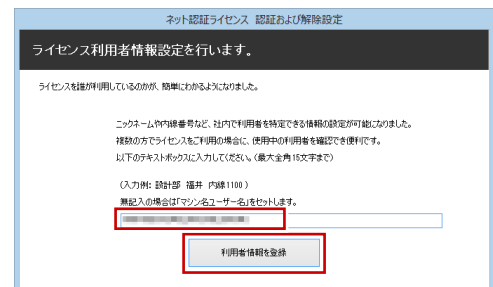 ネット認証ライセンス 認証および解除設定
ライセンス利用者情報設定を行います。
ライセンスを誰が利用しているのかが、簡単にわかるようになりました。
ニックネームや内線番号など、社内で利用者を特定できる情報の設定が可能になりました。
複数の方でライセンスをご利用の場合に、使用中の利用者を確認でき便利です。
以下のテキストボックスに入力してください。(最大全角15文字まで)
(入力例: 設計部 福井 内線1100)
無記入の場合は「マシン名ユーザー名」をセットします。
利用者情報を登録